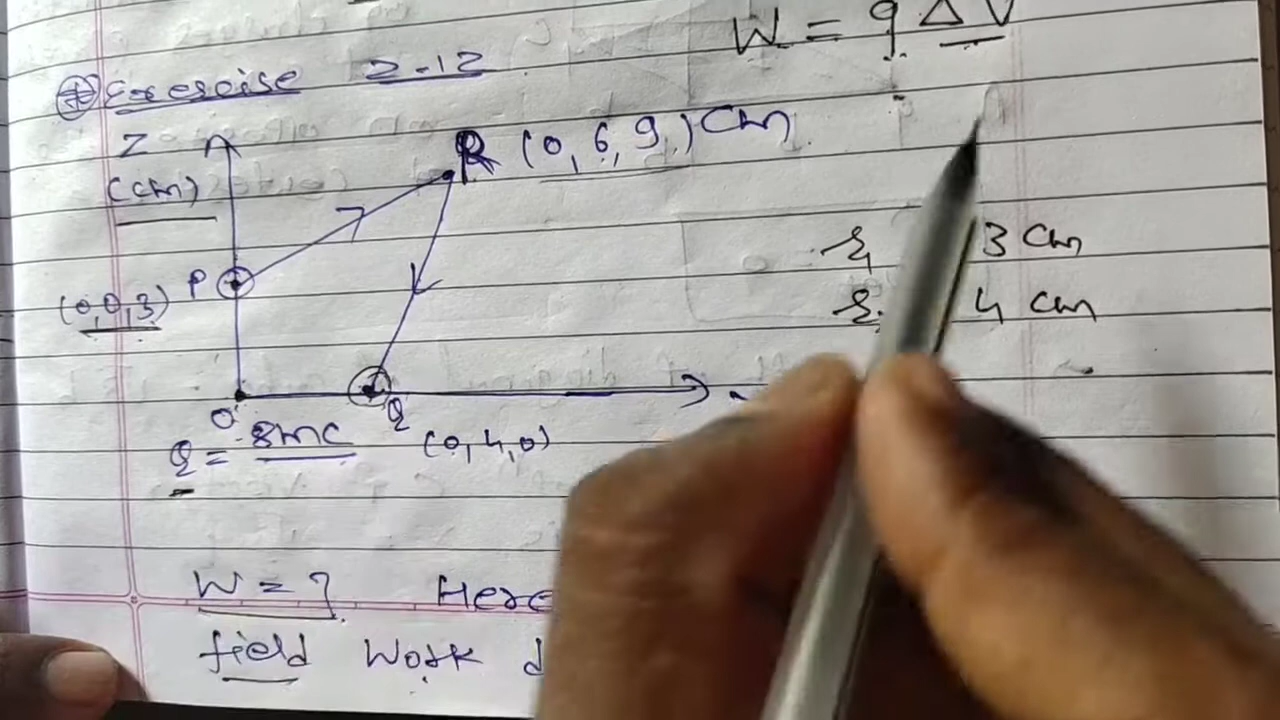 W = q ΔV
Exercise 2.12
Z
(cm)
R (0, 6, 9) cm
P
(0,0,3)
r1 3 cm
r 4 cm
O
Q
Q = 8mC (0,4,0)
W = ? Here
field work d